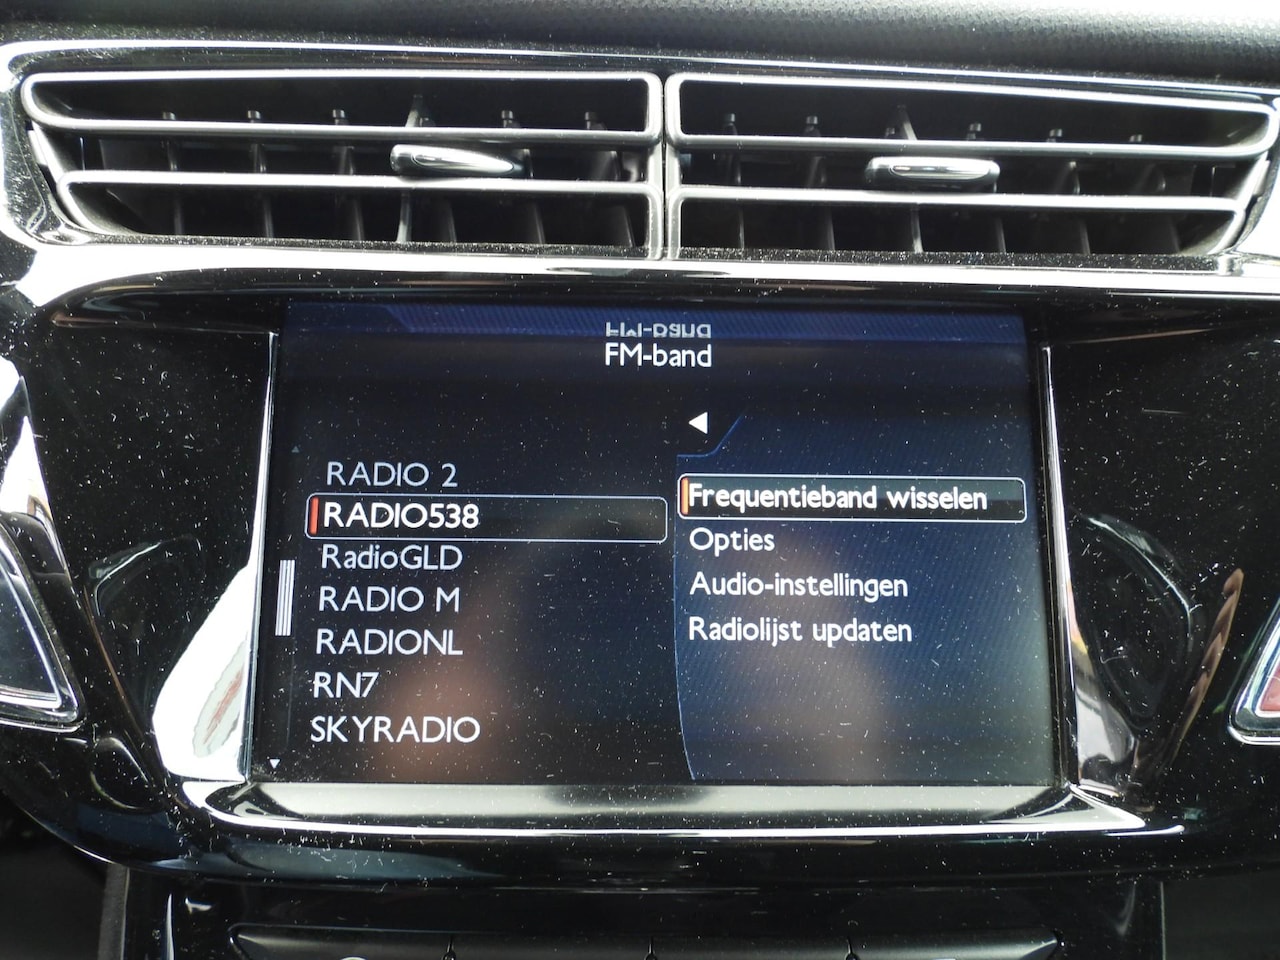 FM-band
RADIO 2
RADIO538
RadioGLD
RADIO M
RADIONL
RN7
SKYRADIO
Frequentieband wisselen
Opties
Audio-instellingen
Radiolijst updaten